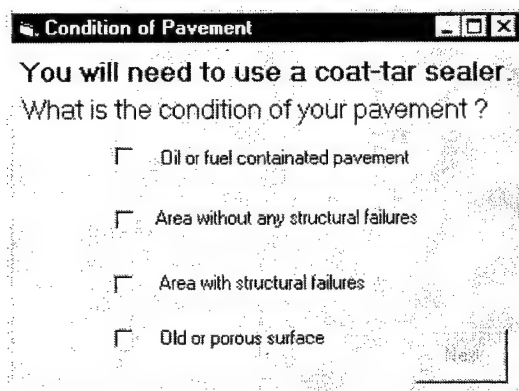 Condition of Pavement
You will need to use a coat-tar sealer.
What is the condition of your pavement ?
Oil or fuel containated pavement
Area without any structural failures
Area with structural failures
Old or porous surface
Next